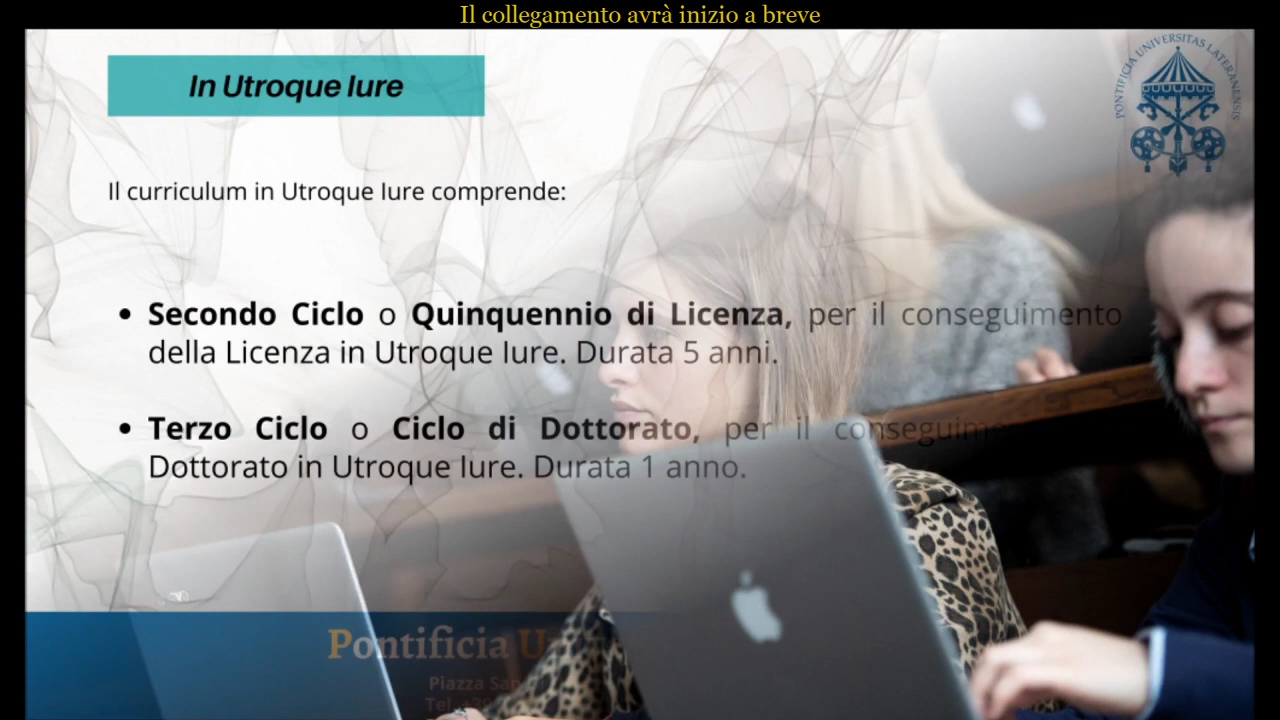 Il collegamento avrà inizio a breve
PONTIFICIA UNIVERSITAS LATERANENSIS
In Utroque Iure
Il curriculum in Utroque Iure comprende:
Secondo Ciclo o Quinquennio di Licenza, per il conseguimento
della Licenza in Utroque Iure. Durata 5 anni.
Terzo Ciclo o Ciclo di Dottorato, per il
Dottorato in Utroque Iure. Durata 1 anno.
Pontificia
Piazza
Tel